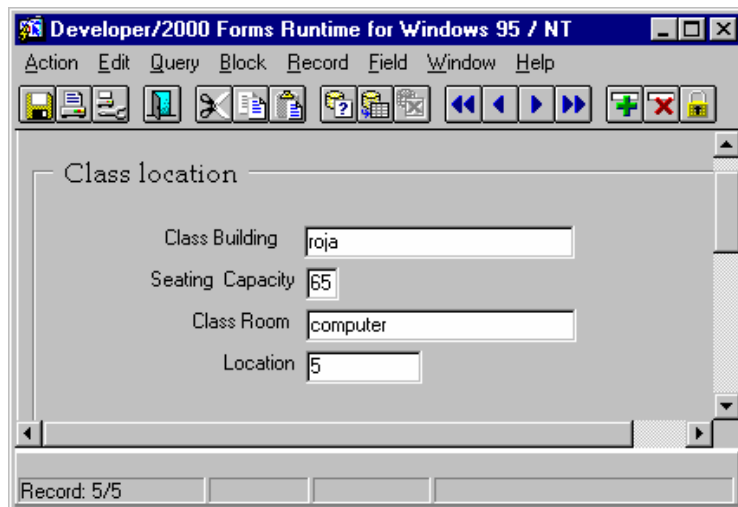 Developer/2000 Forms Runtime for Windows 95 / NT
Action Edit Query Block Record Field Window Help
Class location
Class Building roja
Seating Capacity 65
Class Room computer
Location 5
Record: 5/5